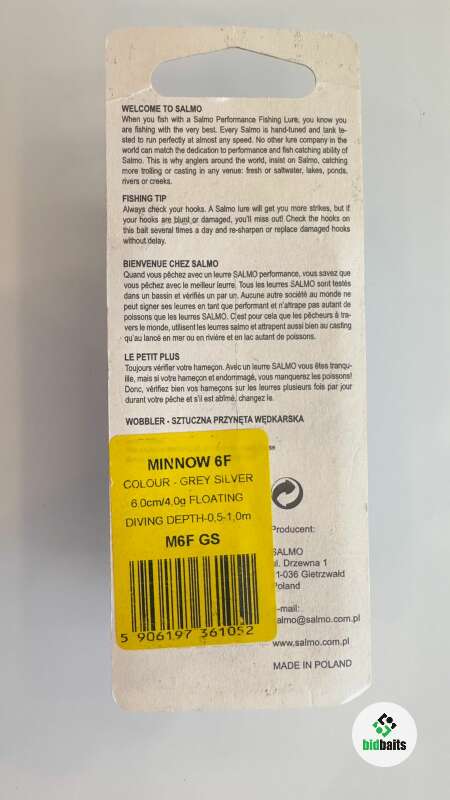 WELCOME TO SALMO
When you fish with a Salmo Performance Fishing Lure, you know you
are fishing with the very best. Every Salmo is hand-tuned and tank te-
sted to run perfectly at almost any speed. No other lure company in the
world can match the dedication to performance and fish catching ability of
Salmo. This is why anglers around the world, insist on Salmo, catching
more trolling or casting in any venue: fresh or saltwater, lakes, ponds,
rivers or creeks.
FISHING TIP
Always check your hooks. A Salmo lure will get you more strikes, but if
your hooks are blunt or damaged, you'll miss out! Check the hooks on
this bait several times a day and re-sharpen or replace damaged hooks
without delay.
BIENVENUE CHEZ SALMO
Quand vous pêchez avec un leurre SALMO performance, vous savez que
vous pêchez avec le meilleur leurre. Tous les leurres SALMO sont testés
dans un bassin et vérifiés un par un. Aucune autre société au monde ne
peut signer ses leurres en tant que performant et n'attrape pas autant de
poissons que les leurres SALMO. C'est pour cela que les pêcheurs à tra-
vers le monde, utilisent les leurres salmo et attrapent aussi bien au casting
qu'au lancé en mer ou en rivière et en lac autant de poissons.
LE PETIT PLUS
Toujours vérifier votre hameçon. Avec un leurre SALMO vous êtes tranqu-
ille, mais si votre hameçon et endommagé, vous manquerez les poissons!
Donc, vérifiez bien vos hameçons sur les leurres plusieurs fois par jour
durant votre pêche et s'il est abîmé, changez le.
WOBBLER - SZTUCZNA PRZYNĘTA WĘDKARSKA
MINNOW 6F
COLOUR - GREY SILVER
6.0cm/4.0g FLOATING
DIVING DEPTH-0,5-1,0m
M6F GS
5 906197 361052
Producent:
SALMO
ul. Drzewna 1
1-036 Gietrzwałd
Poland
e-mail:
salmo@salmo.com.pl
www.salmo.com.pl
MADE IN POLAND
bidbaits